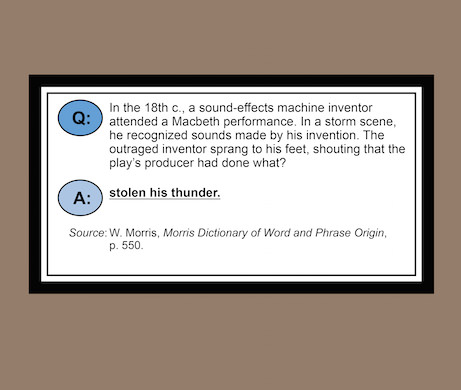 Q:
In the 18th c., a sound-effects machine inventor
attended a Macbeth performance. In a storm scene,
he recognized sounds made by his invention. The
outraged inventor sprang to his feet, shouting that the
play's producer had done what?
A:
stolen his thunder.
Source: W. Morris, Morris Dictionary of Word and Phrase Origin,
p. 550.